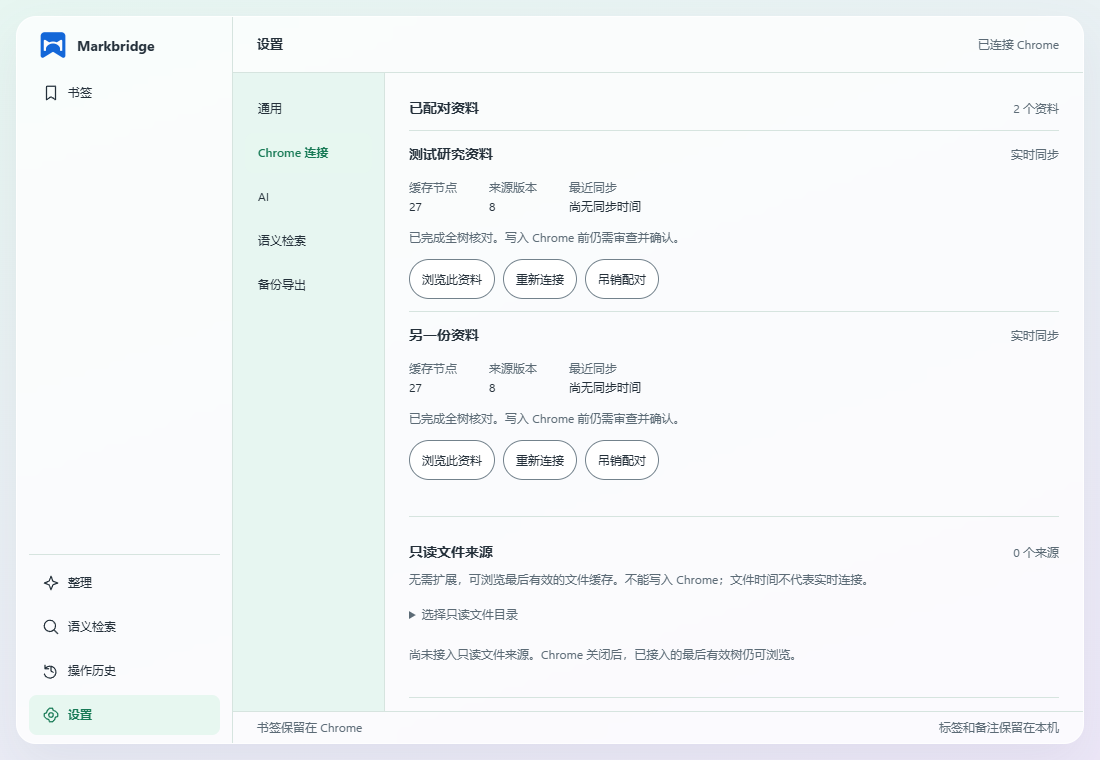 Markbridge
书签
整理
语义检索
操作历史
设置
设置
已连接 Chrome
通用
Chrome 连接
AI
语义检索
备份导出
已配对资料
2 个资料
测试研究资料
实时同步
缓存节点 来源版本 最近同步
27 8 尚无同步时间
已完成全树核对。写入 Chrome 前仍需审查并确认。
浏览此资料 重新连接 吊销配对
另一份资料
实时同步
缓存节点 来源版本 最近同步
27 8 尚无同步时间
已完成全树核对。写入 Chrome 前仍需审查并确认。
浏览此资料 重新连接 吊销配对
只读文件来源
0 个来源
无需扩展，可浏览最后有效的文件缓存。不能写入 Chrome；文件时间不代表实时连接。
选择只读文件目录
尚未接入只读文件来源。Chrome 关闭后，已接入的最后有效树仍可浏览。
书签保留在 Chrome
标签和备注保留在本机